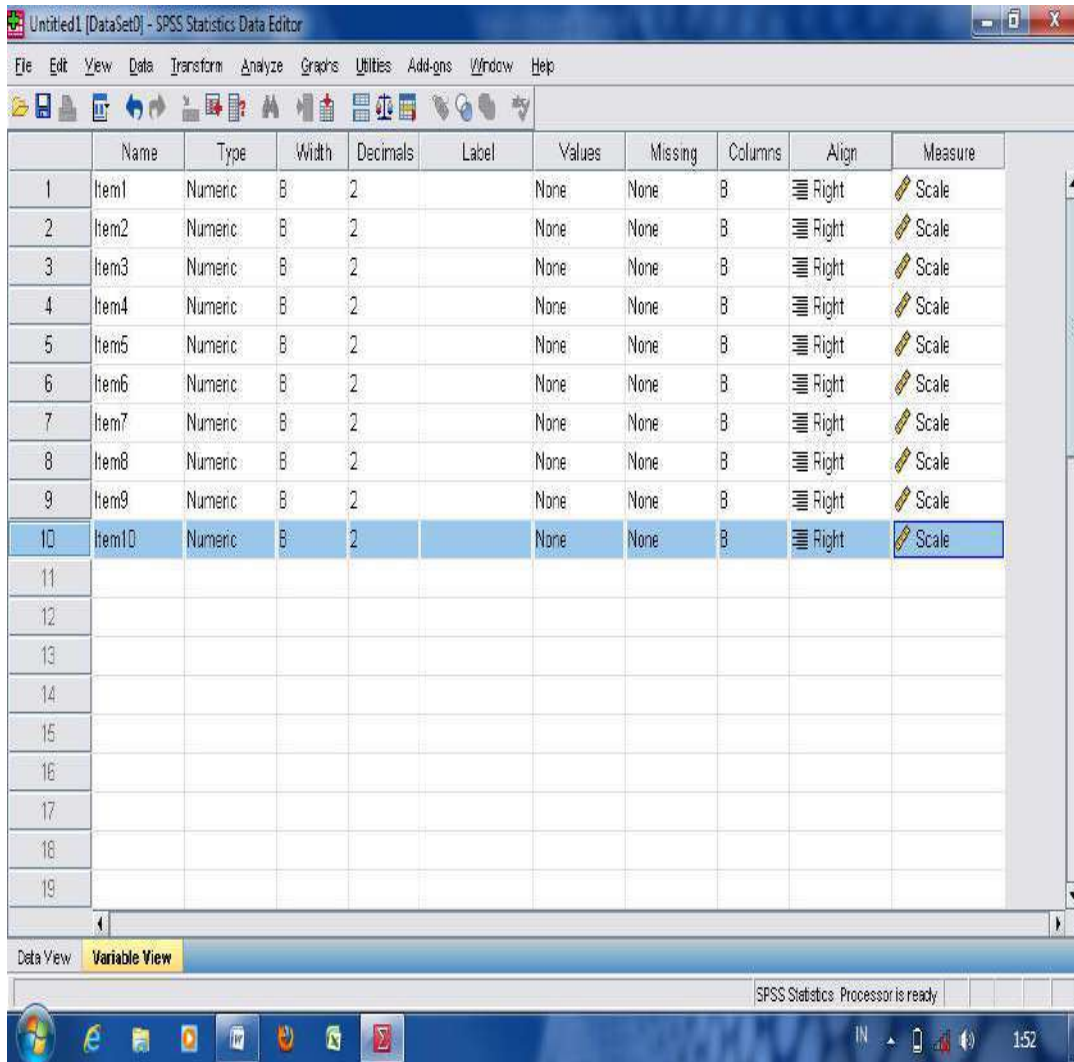 Untitled1 [DataSet0] - SPSS Statistics Data Editor
File Edit View Data Transform Analyze Graphs Utilities Add-ons Window Help
Name Type Width Decimals Label Values Missing Columns Align Measure
1 Item1 Numeric 8 2 None None 8 Right Scale
2 Item2 Numeric 8 2 None None 8 Right Scale
3 Item3 Numeric 8 2 None None 8 Right Scale
4 Item4 Numeric 8 2 None None 8 Right Scale
5 Item5 Numeric 8 2 None None 8 Right Scale
6 Item6 Numeric 8 2 None None 8 Right Scale
7 Item7 Numeric 8 2 None None 8 Right Scale
8 Item8 Numeric 8 2 None None 8 Right Scale
9 Item9 Numeric 8 2 None None 8 Right Scale
10 Item10 Numeric 8 2 None None 8 Right Scale
11
12
13
14
15
16
17
18
19
Data View Variable View
SPSS Statistics Processor is ready
IN 1:52